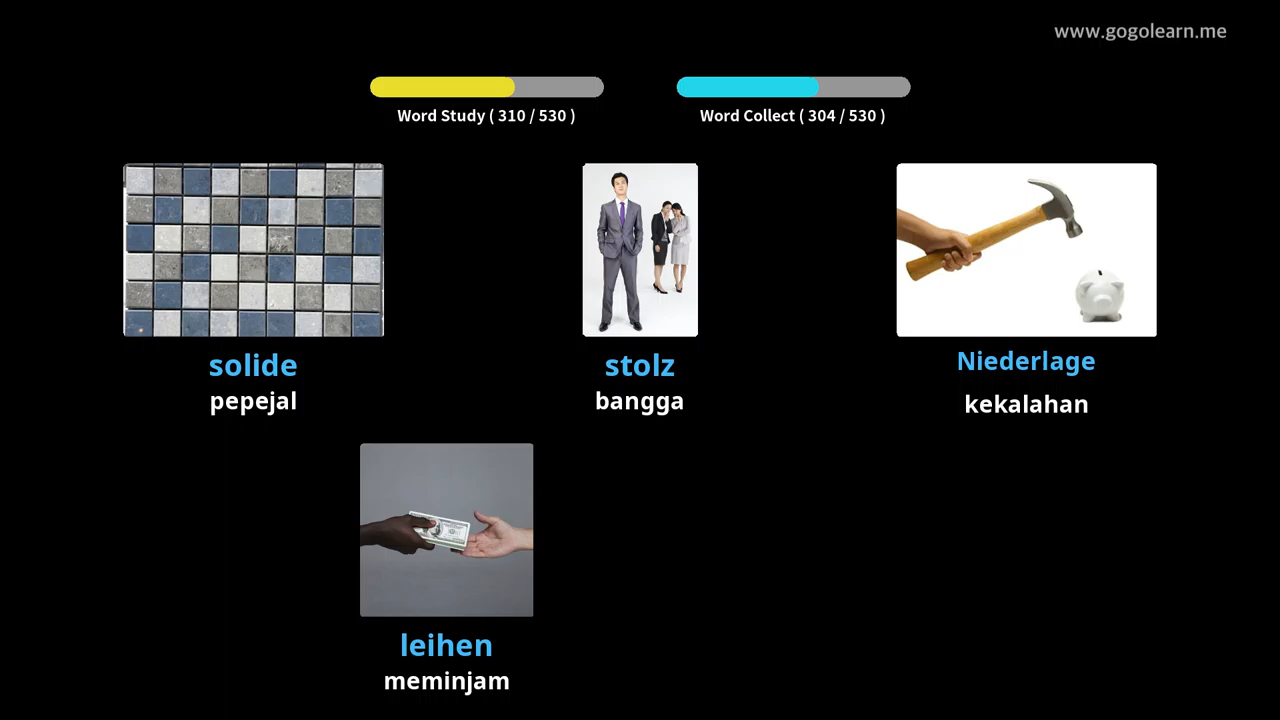 www.gogolearn.me
Word Study ( 310 / 530 )
Word Collect ( 304 / 530 )
solide
pepejal
stolz
bangga
Niederlage
kekalahan
leihen
meminjam